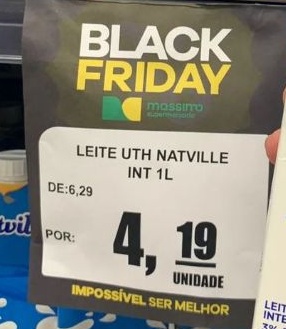 BLACK
FRIDAY
massimo
supermercado
LEITE UTH NATVILLE
INT 1L
DE:6,29
POR: 4,19
UNIDADE
IMPOSSÍVEL SER MELHOR
LEIT
INTE
3%